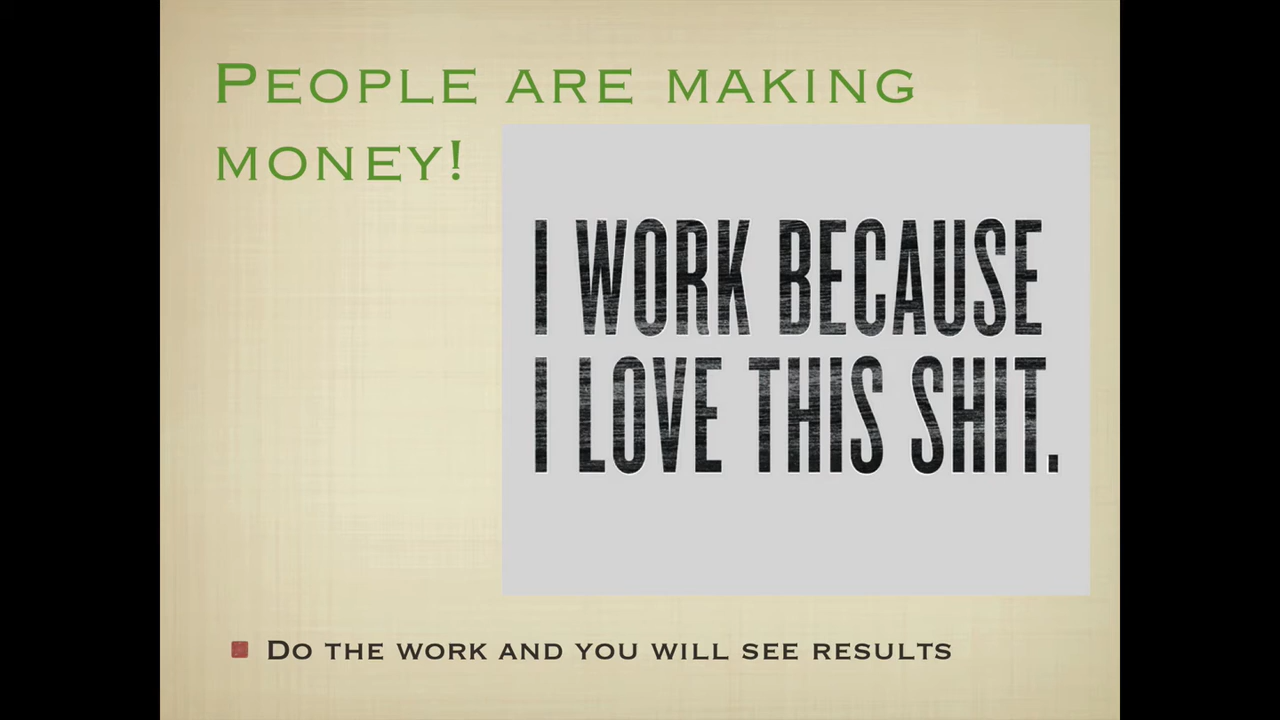 People are making
money!
I WORK BECAUSE
I LOVE THIS SHIT.
Do the work and you will see results